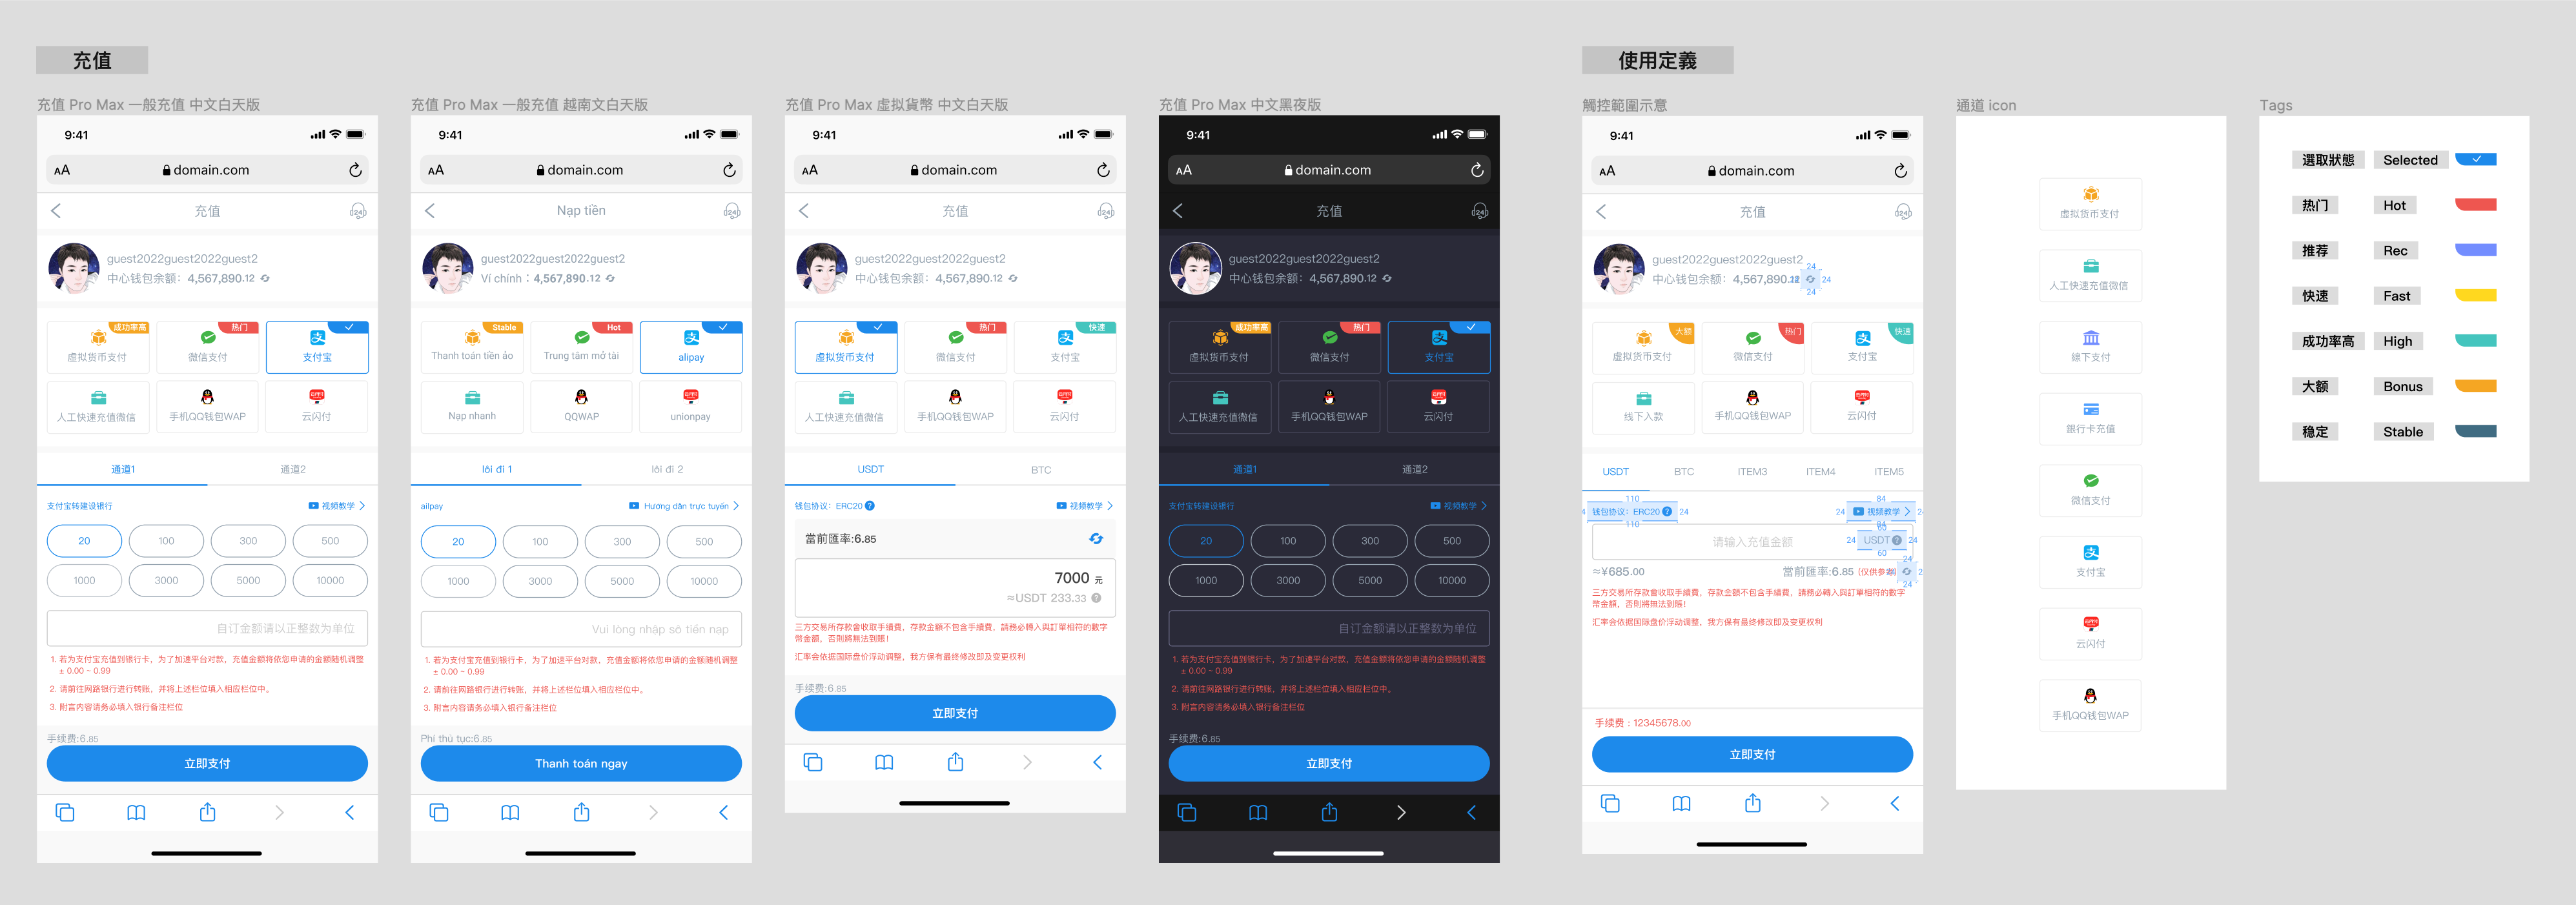 充值
使用定義
充值 Pro Max 一般充值 中文白天版
9:41
AA
domain.com
充值
24
guest2022guest2022guest2
中心钱包余额：4,567,890.12
成功率高
热门
虚拟货币支付
微信支付
支付宝
人工快速充值微信
手机QQ钱包WAP
云闪付
通道1
通道2
支付宝转建设银行
视频教学
20
100
300
500
1000
3000
5000
10000
自订金额请以正整数为单位
1. 若为支付宝充值到银行卡，为了加速平台对款，充值金额将依您申请的金额随机调整
± 0.00 ~ 0.99
2. 请前往网路银行进行转账，并将上述栏位填入相应栏位中。
3. 附言内容请务必填入银行备注栏位
手续费:6.85
立即支付
充值 Pro Max 一般充值 越南文白天版
9:41
AA
domain.com
Nạp tiền
24
guest2022guest2022guest2
Ví chính：4,567,890.12
Stable
Hot
Thanh toán tiền ảo
Trung tâm mở tài
alipay
Nạp nhanh
QQWAP
unionpay
lối đi 1
lối đi 2
ailpay
Hướng dẫn trực tuyến
20
100
300
500
1000
3000
5000
10000
Vui lòng nhập số tiền nạp
1. 若为支付宝充值到银行卡，为了加速平台对款，充值金额将依您申请的金额随机调整
± 0.00 ~ 0.99
2. 请前往网路银行进行转账，并将上述栏位填入相应栏位中。
3. 附言内容请务必填入银行备注栏位
Phí thủ tục:6.85
Thanh toán ngay
充值 Pro Max 虛拟貨幣 中文白天版
9:41
AA
domain.com
充值
24
guest2022guest2022guest2
中心钱包余额：4,567,890.12
热门
快速
虚拟货币支付
微信支付
支付宝
人工快速充值微信
手机QQ钱包WAP
云闪付
USDT
BTC
钱包协议：ERC20
视频教学
當前匯率:6.85
7000 元
≈USDT 233.33
三方交易所存款會收取手續費，存款金額不包含手續費，請務必轉入與訂單相符的數字
幣金額，否則將無法到賬！
汇率会依据国际盘价浮动调整，我方保有最终修改即及变更权利
手续费:6.85
立即支付
充值 Pro Max 中文黑夜版
9:41
AA
domain.com
充值
24
guest2022guest2022guest2
中心钱包余额：4,567,890.12
成功率高
热门
虚拟货币支付
微信支付
支付宝
人工快速充值微信
手机QQ钱包WAP
云闪付
通道1
通道2
支付宝转建设银行
视频教学
20
100
300
500
1000
3000
5000
10000
自订金额请以正整数为单位
1. 若为支付宝充值到银行卡，为了加速平台对款，充值金额将依您申请的金额随机调整
± 0.00 ~ 0.99
2. 请前往网路银行进行转账，并将上述栏位填入相应栏位中。
3. 附言内容请务必填入银行备注栏位
手续费:6.85
立即支付
觸控範圍示意
9:41
AA
domain.com
充值
24
guest2022guest2022guest2
24
中心钱包余额：4,567,890.12
24
24
大额
热门
快速
虚拟货币支付
微信支付
支付宝
线下入款
手机QQ钱包WAP
云闪付
USDT
BTC
ITEM3
ITEM4
ITEM5
110
84
钱包协议：ERC20
24
24
视频教学
110
84
60
请输入充值金额
24
USDT
24
60
24
≈¥685.00
當前匯率:6.85
24
三方交易所存款會收取手續費，存款金額不包含手續費，請務必轉入與訂單相符的數字
幣金額，否則將無法到賬！
汇率会依据国际盘价浮动调整，我方保有最终修改即及变更权利
手续费：12345678.00
立即支付
通道 icon
虚拟货币支付
人工快速充值微信
線下支付
銀行卡充值
微信支付
支付宝
云闪付
手机QQ钱包WAP
Tags
選取狀態 Selected
热门 Hot
推荐 Rec
快速 Fast
成功率高 High
大额 Bonus
稳定 Stable